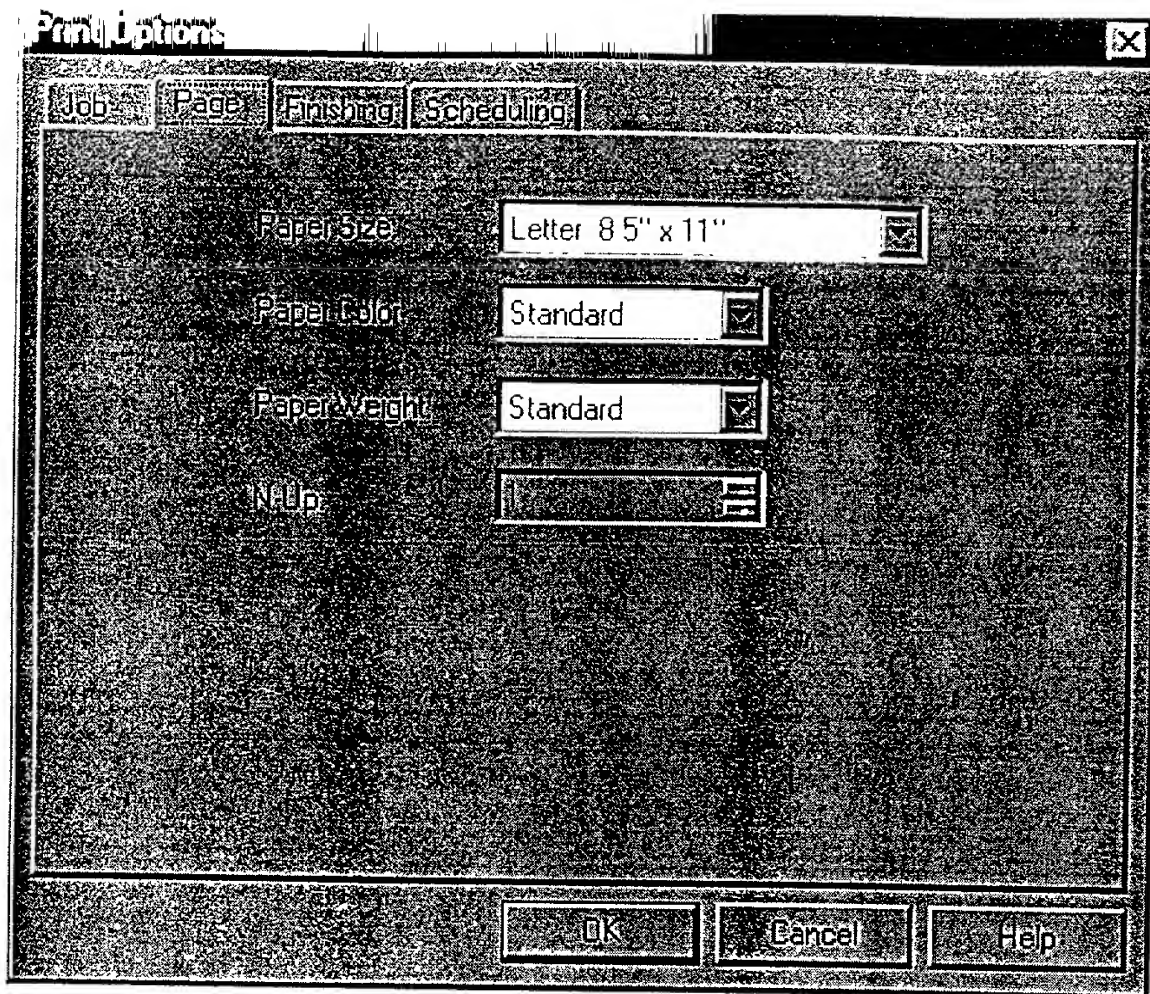 Print Options
Job Page Finishing Scheduling
Paper Size: Letter 8 5" x 11"
Paper Color: Standard
Paper Weight: Standard
N-Up: 1
OK Cancel Help